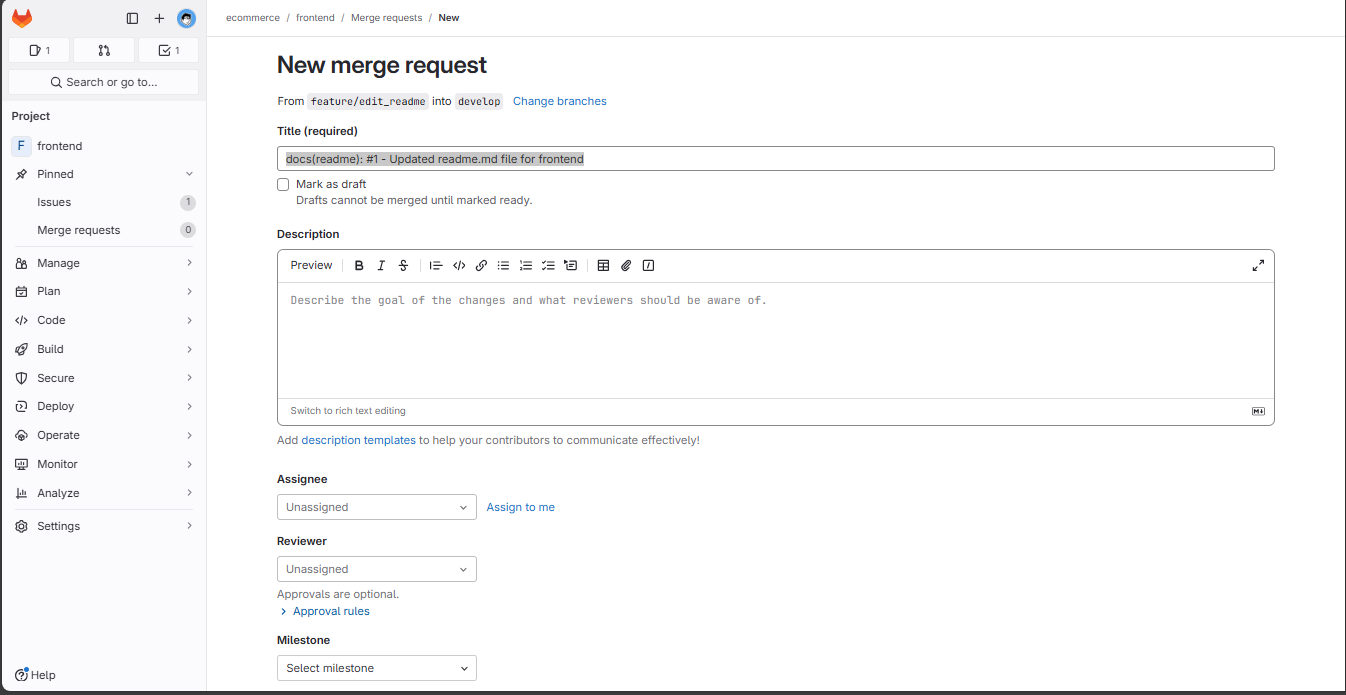 ecommerce / frontend / Merge requests / New
1
1
Search or go to...
Project
F frontend
Pinned
Issues 1
Merge requests 0
Manage
Plan
Code
Build
Secure
Deploy
Operate
Monitor
Analyze
Settings
Help
New merge request
From feature/edit_readme into develop Change branches
Title (required)
docs(readme): #1 - Updated readme.md file for frontend
Mark as draft
Drafts cannot be merged until marked ready.
Description
Preview B I S
Describe the goal of the changes and what reviewers should be aware of.
Switch to rich text editing
Add description templates to help your contributors to communicate effectively!
Assignee
Unassigned Assign to me
Reviewer
Unassigned
Approvals are optional.
Approval rules
Milestone
Select milestone